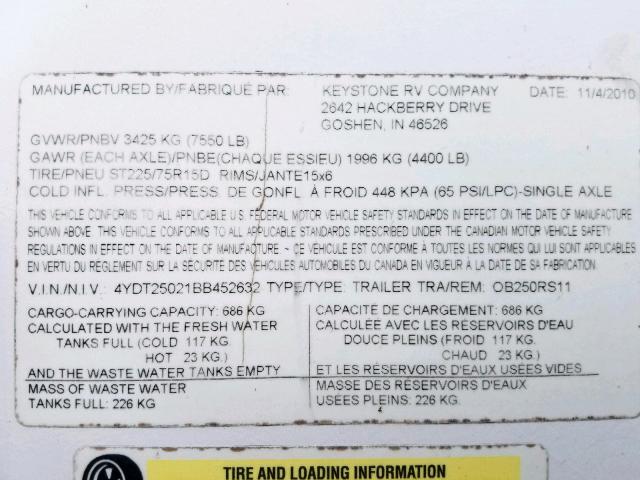 MANUFACTURED BY/FABRIQUÉ PAR: KEYSTONE RV COMPANY DATE: 11/4/2010
2642 HACKBERRY DRIVE
GOSHEN, IN 46526
GVWR/PNBV 3425 KG (7550 LB)
GAWR (EACH AXLE)/PNBE(CHAQUE ESSIEU) 1996 KG (4400 LB)
TIRE/PNEU ST225/75R15D RIMS/JANTE15x6
COLD INFL. PRESS/PRESS. DE GONFL. À FROID 448 KPA (65 PSI/LPC)-SINGLE AXLE
THIS VEHICLE CONFORMS TO ALL APPLICABLE U.S. FEDERAL MOTOR VEHICLE SAFETY STANDARDS IN EFFECT ON THE DATE OF MANUFACTURE
SHOWN ABOVE. THIS VEHICLE CONFORMS TO ALL APPLICABLE STANDARDS PRESCRIBED UNDER THE CANADIAN MOTOR VEHICLE SAFETY
REGULATIONS IN EFFECT ON THE DATE OF MANUFACTURE ~ CE VÉHICULE EST CONFORME À TOUTES LES NORMES QUI LUI SONT APPLICABLES
EN VERTU DU RÈGLEMENT SUR LA SÉCURITÉ DES VÉHICLES AUTOMOBILES DU CANADA EN VIGUEUR À LA DATE DE SA FABRICATION.
V.I.N./N.I.V.: 4YDT25021BB452632 TYPE/TYPE: TRAILER TRA/REM: OB250RS11
CARGO-CARRYING CAPACITY: 686 KG
CALCULATED WITH THE FRESH WATER
TANKS FULL (COLD 117 KG
HOT 23 KG.)
AND THE WASTE WATER TANKS EMPTY
MASS OF WASTE WATER
TANKS FULL: 226 KG
CAPACITÉ DE CHARGEMENT: 686 KG
CALCULÉE AVEC LES RÉSERVOIRS D'EAU
DOUCE PLEINS (FROID 117 KG.
CHAUD 23 KG.)
ET LES RÉSERVOIRS D'EAUX USÉES VIDES
MASSE DES RÉSERVOIRS D'EAUX
USÉES PLEINS: 226 KG.
TIRE AND LOADING INFORMATION